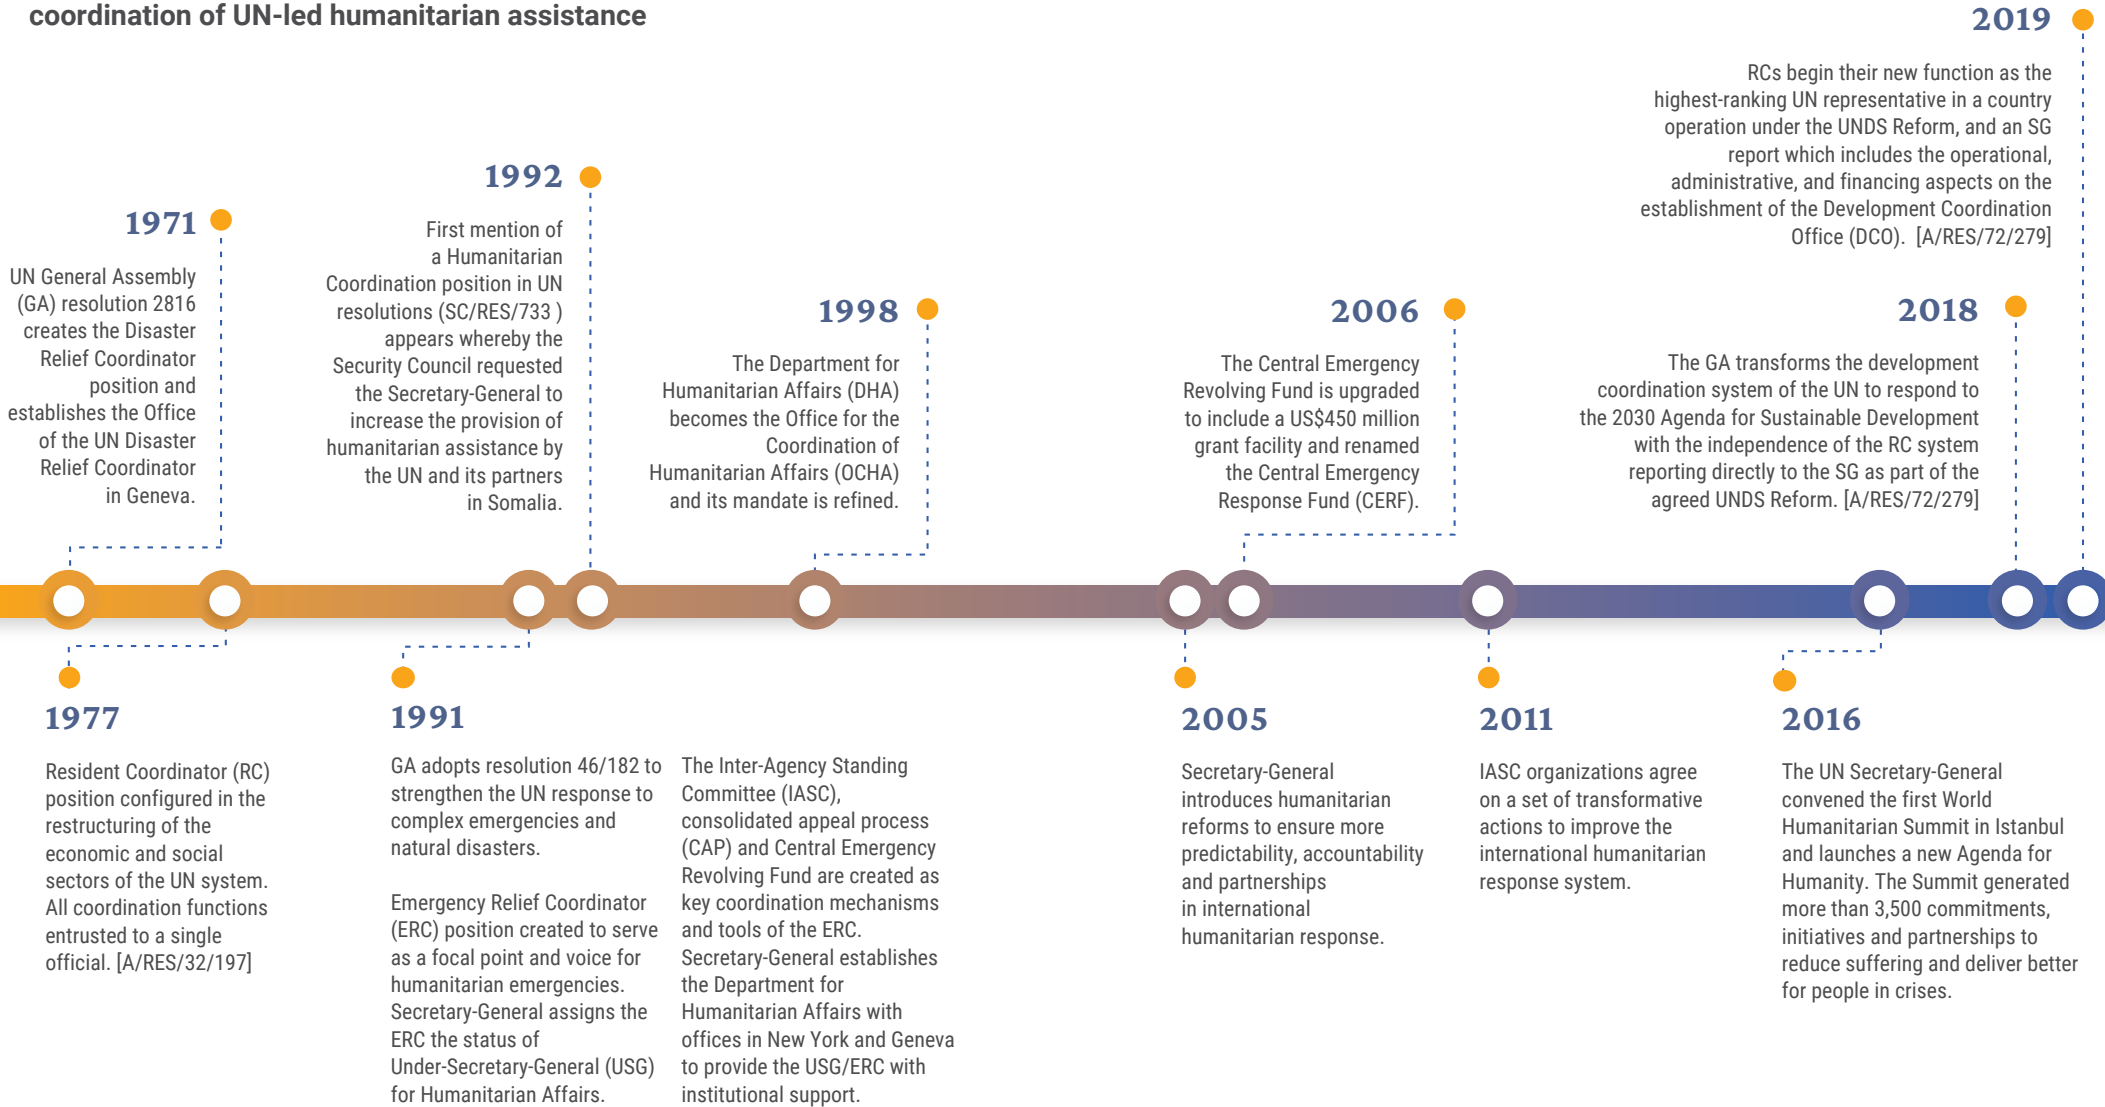 coordination of UN-led humanitarian assistance
1971
UN General Assembly
(GA) resolution 2816
creates the Disaster
Relief Coordinator
position and
establishes the Office
of the UN Disaster
Relief Coordinator
in Geneva.
1992
First mention of
a Humanitarian
Coordination position in UN
resolutions (SC/RES/733 )
appears whereby the
Security Council requested
the Secretary-General to
increase the provision of
humanitarian assistance by
the UN and its partners
in Somalia.
1998
The Department for
Humanitarian Affairs (DHA)
becomes the Office for the
Coordination of
Humanitarian Affairs (OCHA)
and its mandate is refined.
2006
The Central Emergency
Revolving Fund is upgraded
to include a US$450 million
grant facility and renamed
the Central Emergency
Response Fund (CERF).
2019
RCs begin their new function as the
highest-ranking UN representative in a country
operation under the UNDS Reform, and an SG
report which includes the operational,
administrative, and financing aspects on the
establishment of the Development Coordination
Office (DCO). [A/RES/72/279]
2018
The GA transforms the development
coordination system of the UN to respond to
the 2030 Agenda for Sustainable Development
with the independence of the RC system
reporting directly to the SG as part of the
agreed UNDS Reform. [A/RES/72/279]
1977
Resident Coordinator (RC)
position configured in the
restructuring of the
economic and social
sectors of the UN system.
All coordination functions
entrusted to a single
official. [A/RES/32/197]
1991
GA adopts resolution 46/182 to
strengthen the UN response to
complex emergencies and
natural disasters.
Emergency Relief Coordinator
(ERC) position created to serve
as a focal point and voice for
humanitarian emergencies.
Secretary-General assigns the
ERC the status of
Under-Secretary-General (USG)
for Humanitarian Affairs.
The Inter-Agency Standing
Committee (IASC),
consolidated appeal process
(CAP) and Central Emergency
Revolving Fund are created as
key coordination mechanisms
and tools of the ERC.
Secretary-General establishes
the Department for
Humanitarian Affairs with
offices in New York and Geneva
to provide the USG/ERC with
institutional support.
2005
Secretary-General
introduces humanitarian
reforms to ensure more
predictability, accountability
and partnerships
in international
humanitarian response.
2011
IASC organizations agree
on a set of transformative
actions to improve the
international humanitarian
response system.
2016
The UN Secretary-General
convened the first World
Humanitarian Summit in Istanbul
and launches a new Agenda for
Humanity. The Summit generated
more than 3,500 commitments,
initiatives and partnerships to
reduce suffering and deliver better
for people in crises.